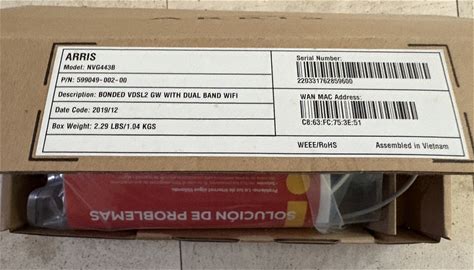 ARRIS
Model: NVG443B
P/N: 599049-002-00
Description: BONDED VDSL2 GW WITH DUAL BAND WIFI
Date Code: 2019/12
Box Weight: 2.29 LBS/1.04 KGS
Serial Number:
220331762859600
WAN MAC Address:
C8:63:FC:75:3E:51
WEEE/RoHS
Assembled in Vietnam
SOLUCIÓN DE PROBLEMAS